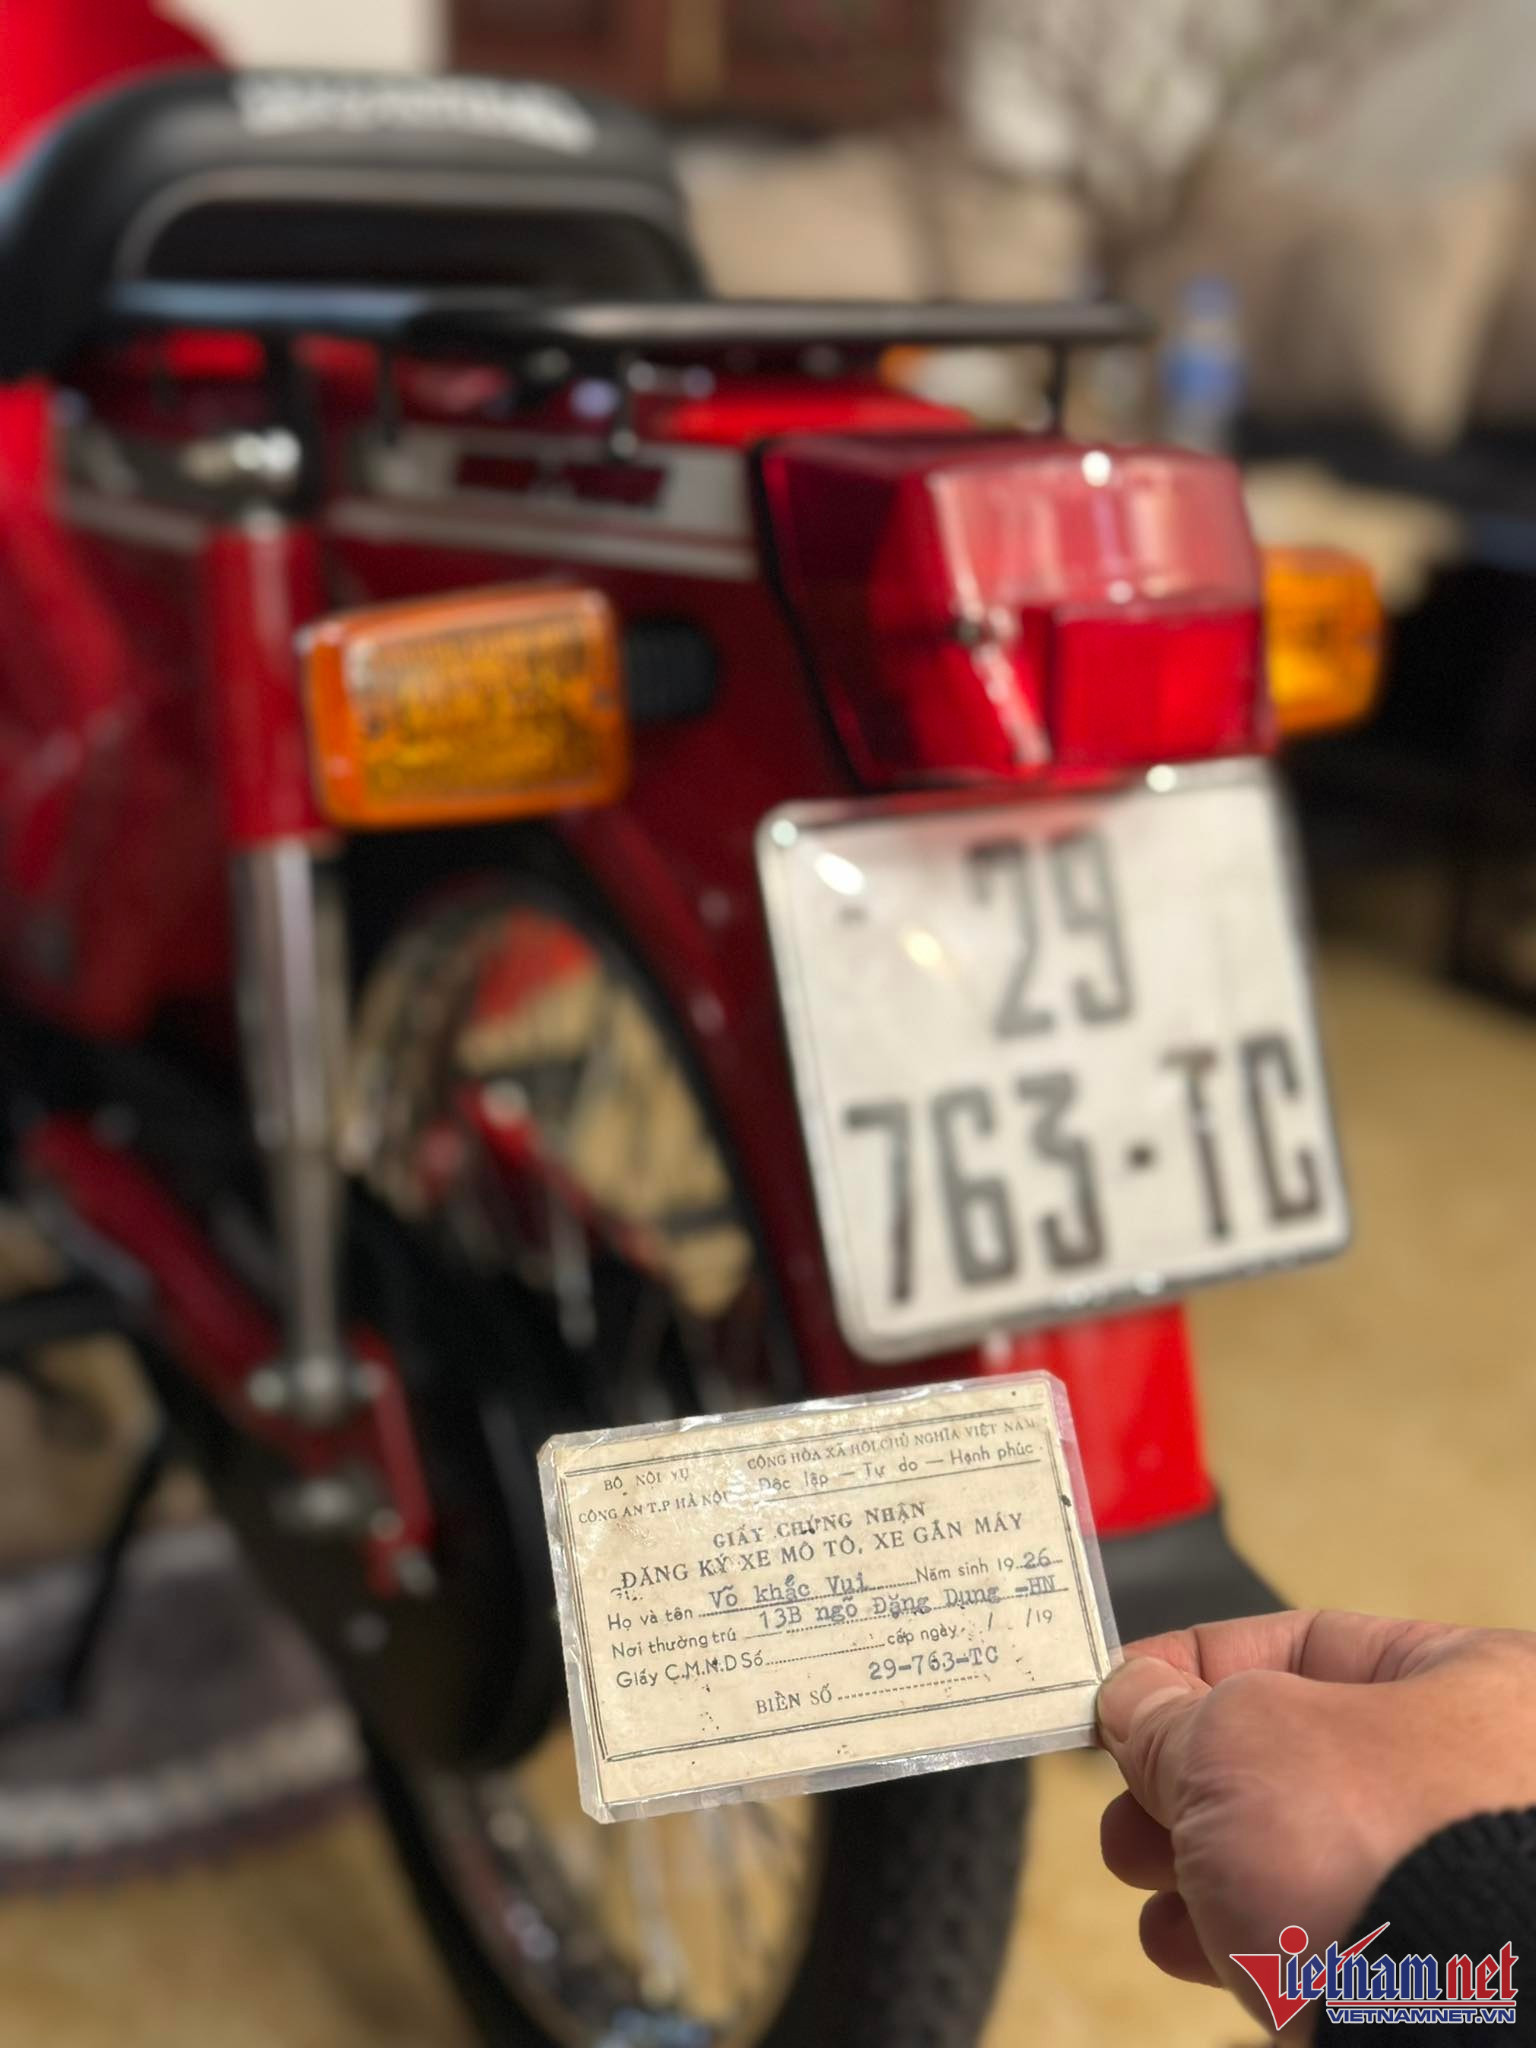 29
763-TC
BỘ NỘI VỤ
CÔNG AN T.P HÀ NỘI
CỘNG HÒA XÃ HỘI CHỦ NGHĨA VIỆT NAM
Độc lập — Tự do — Hạnh phúc
GIẤY CHỨNG NHẬN
ĐĂNG KÝ XE MÔ TÔ, XE GẮN MÁY
Họ và tên Võ khắc Vui Năm sinh 1926
Nơi thường trú 13B ngõ Đặng Dung -HN
Giấy C.M.N.D Số cấp ngày / /19
BIỂN SỐ 29-763-TC
Vietnamnet
VIETNAMNET.VN